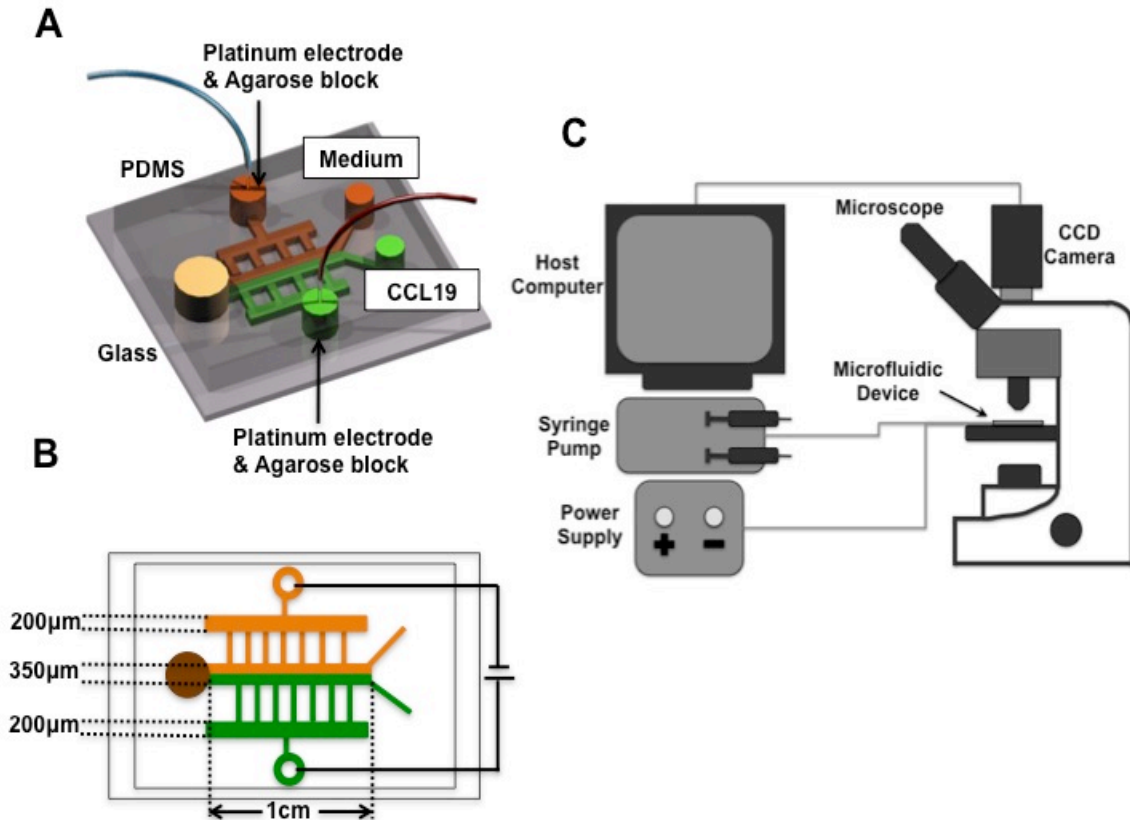 A
Platinum electrode
& Agarose block
PDMS
Medium
CCL19
Glass
Platinum electrode
& Agarose block
B
200µm
350µm
200µm
1cm
C
Microscope
CCD
Camera
Host
Computer
Microfluidic
Device
Syringe
Pump
Power
Supply
+ -